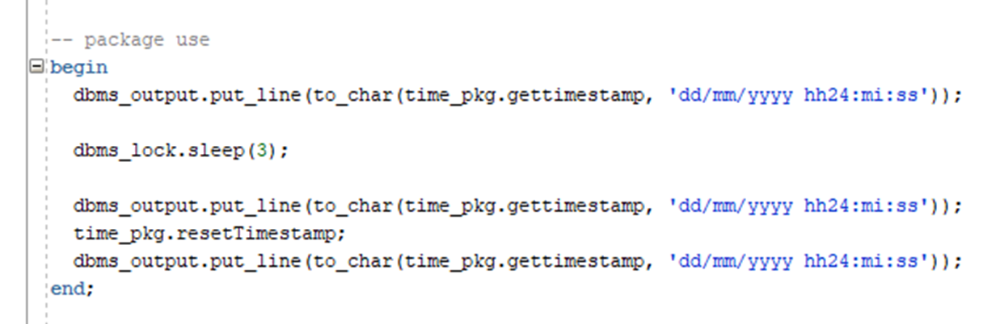 -- package use
begin
dbms_output.put_line(to_char(time_pkg.gettimestamp, 'dd/mm/yyyy hh24:mi:ss'));
dbms_lock.sleep(3);
dbms_output.put_line(to_char(time_pkg.gettimestamp, 'dd/mm/yyyy hh24:mi:ss'));
time_pkg.resetTimestamp;
dbms_output.put_line(to_char(time_pkg.gettimestamp, 'dd/mm/yyyy hh24:mi:ss'));
end;